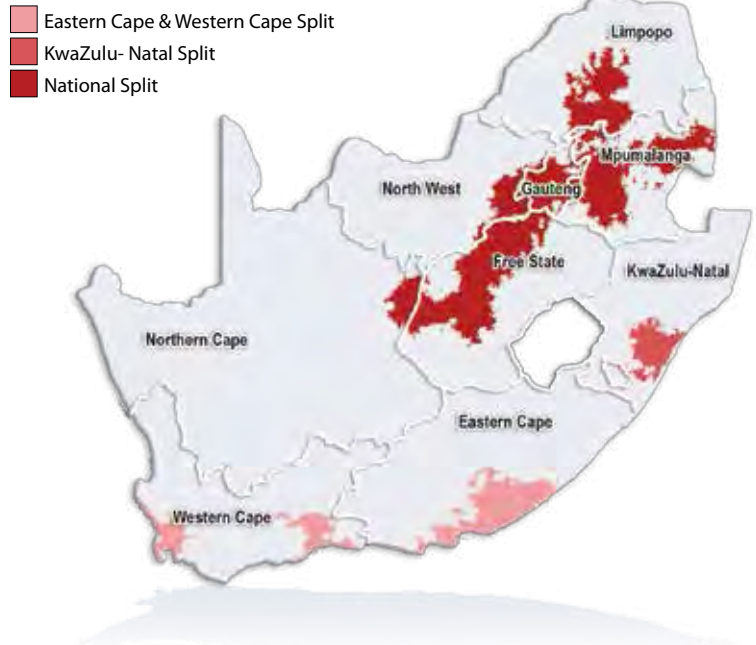 Eastern Cape & Western Cape Split
KwaZulu- Natal Split
National Split
Limpopo
Mpumalanga
North West
Gauteng
Free State
KwaZulu-Natal
Northern Cape
Eastern Cape
Western Cape